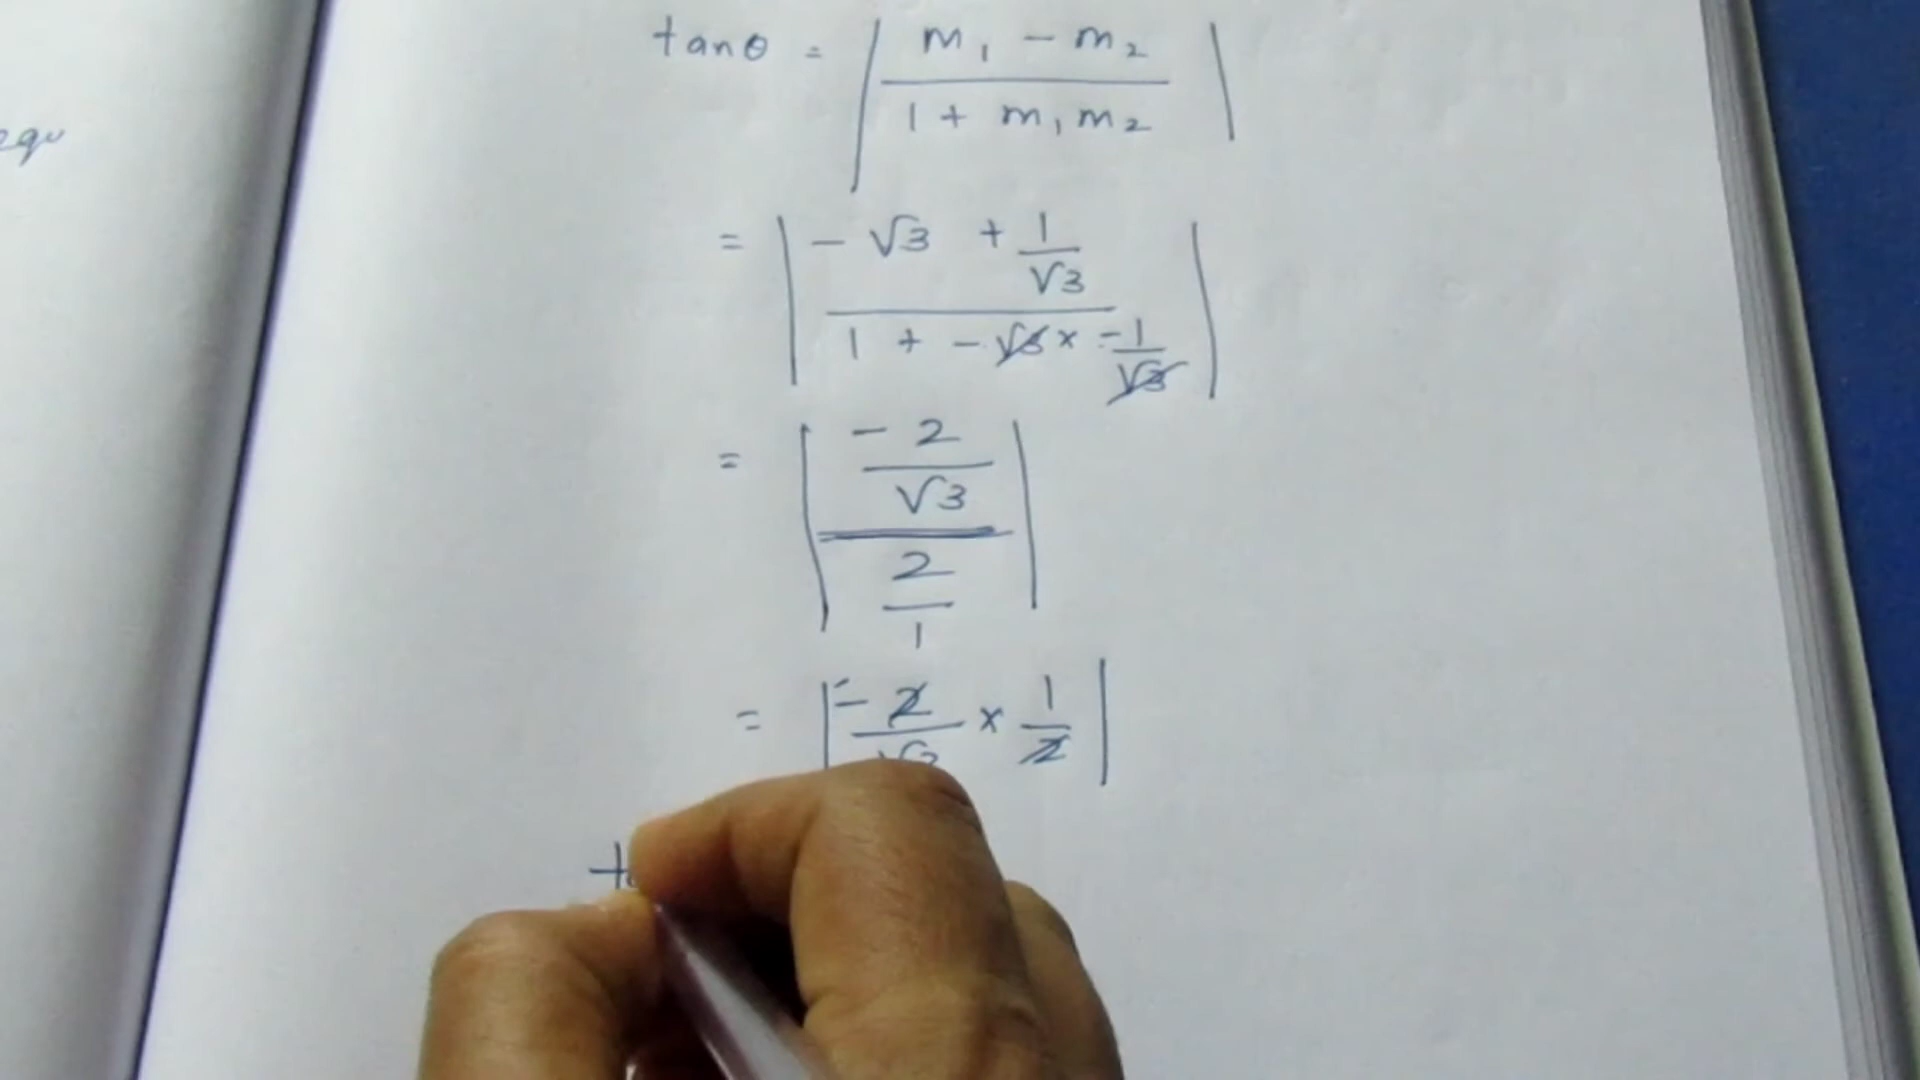 equ
tanθ = | m₁ - m₂ / 1 + m₁m₂ |
= | -√3 + 1/√3 / 1 + -√3 × -1/√3 |
= | -2/√3 / 2/1 |
= | -2/√3 × 1/2 |